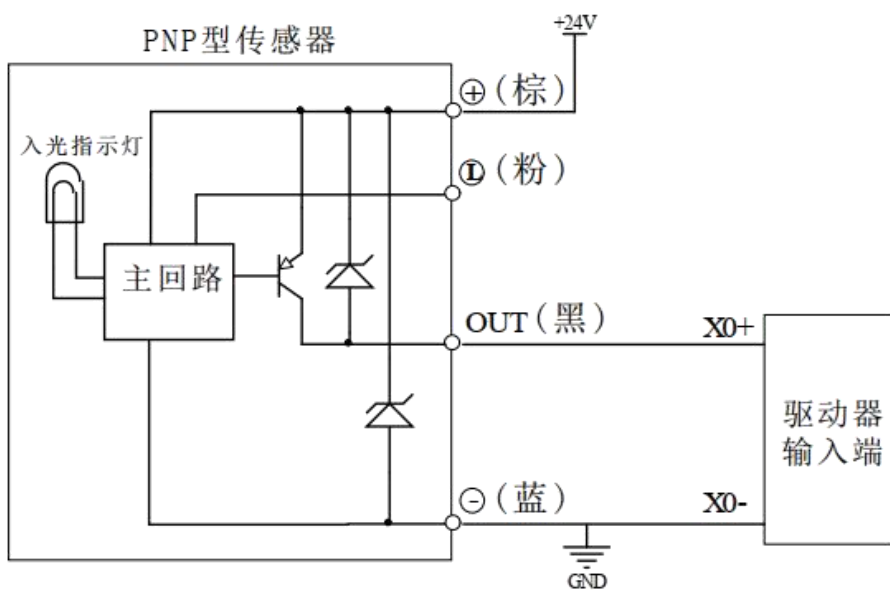 +24V
PNP型传感器
⊕(棕)
入光指示灯
Ⓛ(粉)
主回路
OUT(黑)
X0+
驱动器
输入端
⊖(蓝)
X0-
GND